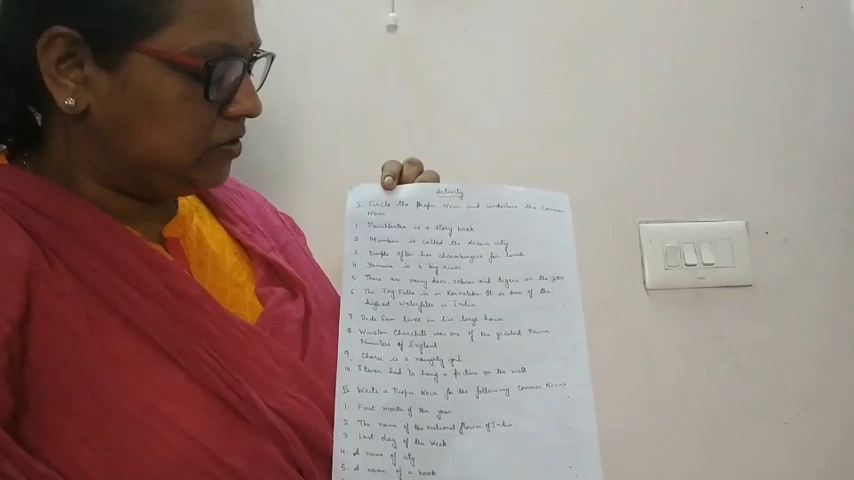 Activity
I. Circle the Proper Noun and underline the Common
Noun
1 Panchtantra is a story book
2 Mumbai is called the dream city
3 Dimple often has cheeseburgers for lunch
4 Yamuna is a big river
5 There are many deer, zebras and tigers in the zoo
6 The Jog Falls is in Karnataka. It is one of the
highest waterfalls in India
7 Uncle Sam lives in his large house
8. Winston Churchill was one of the greatest Prime
Ministers of England
9. is a naughty girl
10. Steven had to hang a picture on the wall
II. Write a Proper Noun for the following Common Nouns
1 First month of the year
2 The name of the national flower of India
3 Last day of the week
4. A name of city
5. A name of a book